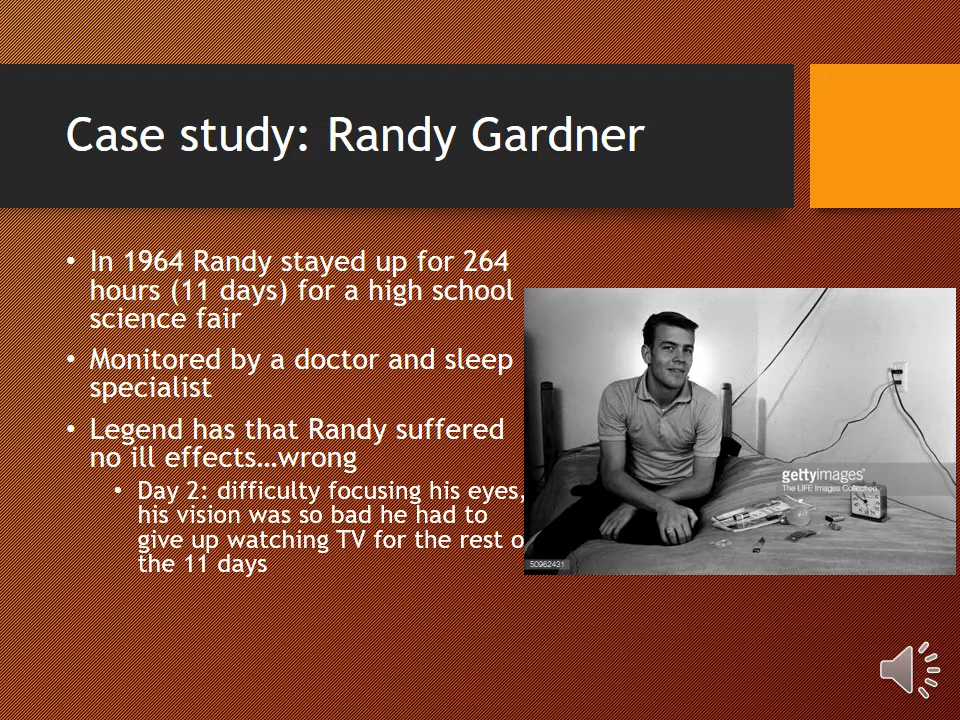 Case study: Randy Gardner
• In 1964 Randy stayed up for 264
hours (11 days) for a high school
science fair
• Monitored by a doctor and sleep
specialist
• Legend has that Randy suffered
no ill effects…wrong
• Day 2: difficulty focusing his eyes,
his vision was so bad he had to
give up watching TV for the rest o
the 11 days
gettyimages®
The LIFE Images Collection
50962431